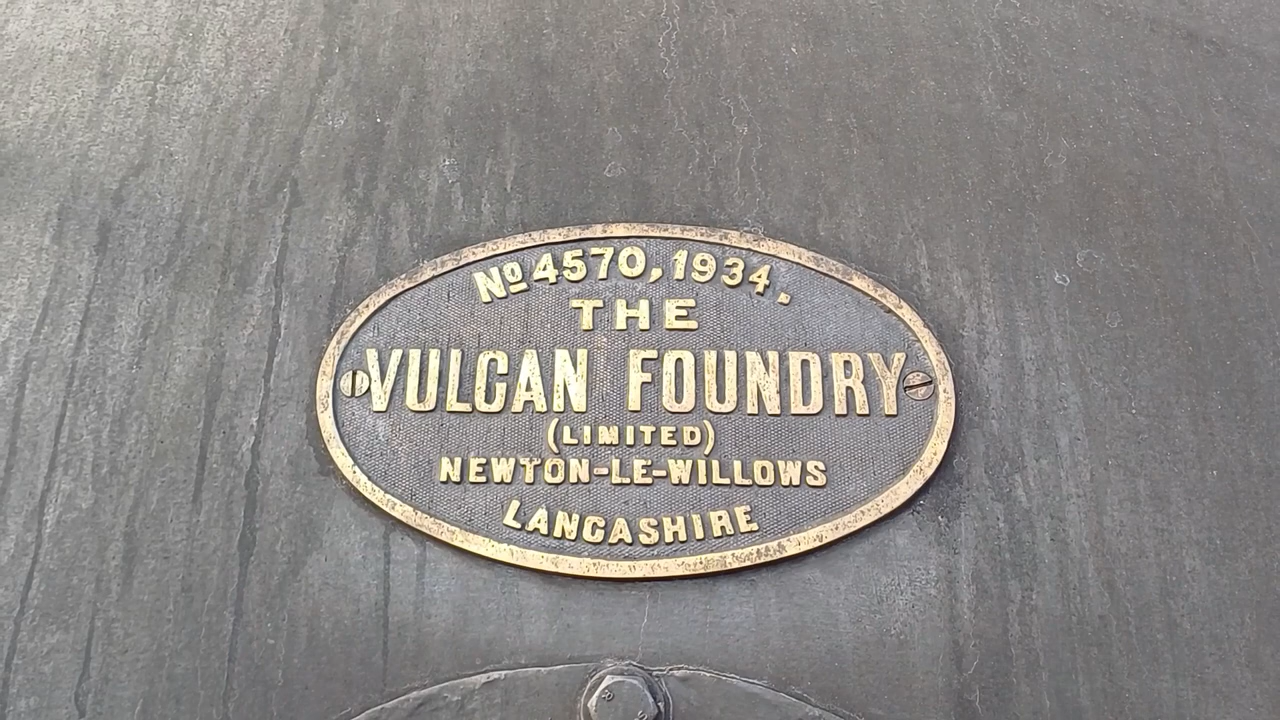 No 4570, 1934.
THE
VULCAN FOUNDRY
(LIMITED)
NEWTON-LE-WILLOWS
LANCASHIRE